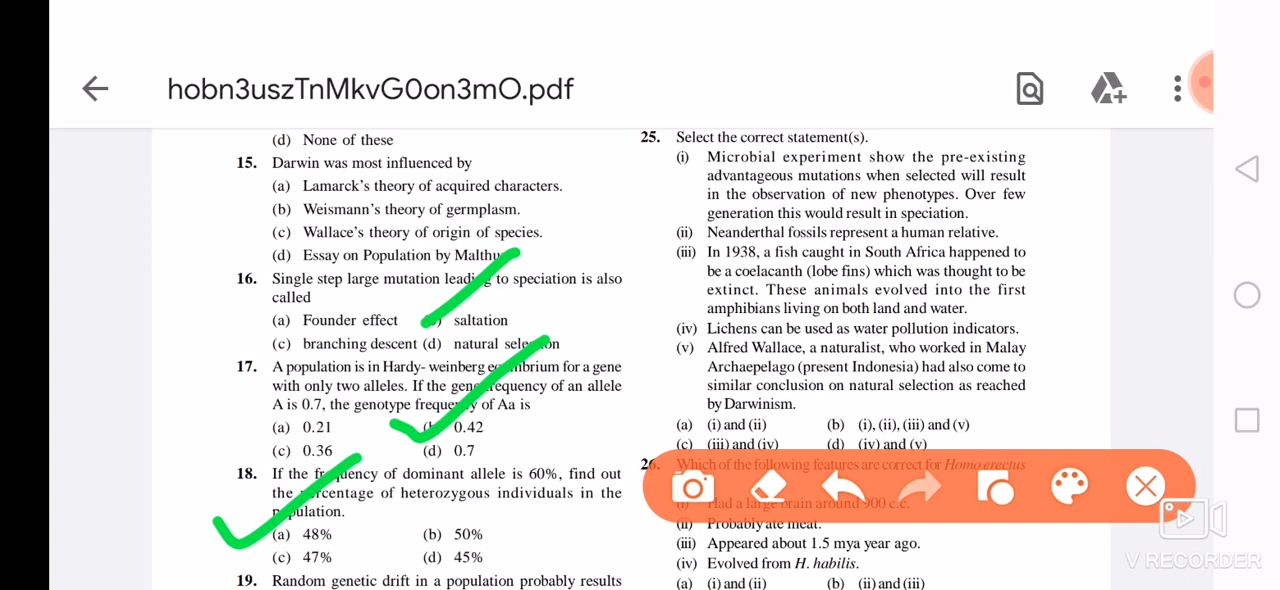 hobn3uszTnMkvG0on3mO.pdf
(d) None of these
15. Darwin was most influenced by
(a) Lamarck's theory of acquired characters.
(b) Weismann's theory of germplasm.
(c) Wallace's theory of origin of species.
(d) Essay on Population by Malthu
16. Single step large mutation leading to speciation is also
called
(a) Founder effect saltation
(c) branching descent (d) natural selection
17. A population is in Hardy- weinberg equilibrium for a gene
with only two alleles. If the gene frequency of an allele
A is 0.7, the genotype frequency of Aa is
(a) 0.21 (b) 0.42
(c) 0.36 (d) 0.7
18. If the frequency of dominant allele is 60%, find out
the percentage of heterozygous individuals in the
population.
(a) 48% (b) 50%
(c) 47% (d) 45%
19. Random genetic drift in a population probably results
25. Select the correct statement(s).
(i) Microbial experiment show the pre-existing
advantageous mutations when selected will result
in the observation of new phenotypes. Over few
generation this would result in speciation.
(ii) Neanderthal fossils represent a human relative.
(iii) In 1938, a fish caught in South Africa happened to
be a coelacanth (lobe fins) which was thought to be
extinct. These animals evolved into the first
amphibians living on both land and water.
(iv) Lichens can be used as water pollution indicators.
(v) Alfred Wallace, a naturalist, who worked in Malay
Archaepelago (present Indonesia) had also come to
similar conclusion on natural selection as reached
by Darwinism.
(a) (i) and (ii) (b) (i), (ii), (iii) and (v)
(c) (iii) and (iv) (d) (iv) and (v)
26. Which of the following features are correct for Homo erectus
(i) Had a large brain around 900 c.c.
(ii) Probably ate meat.
(iii) Appeared about 1.5 mya year ago.
(iv) Evolved from H. habilis.
(a) (i) and (ii) (b) (ii) and (iii)
V RECORDER